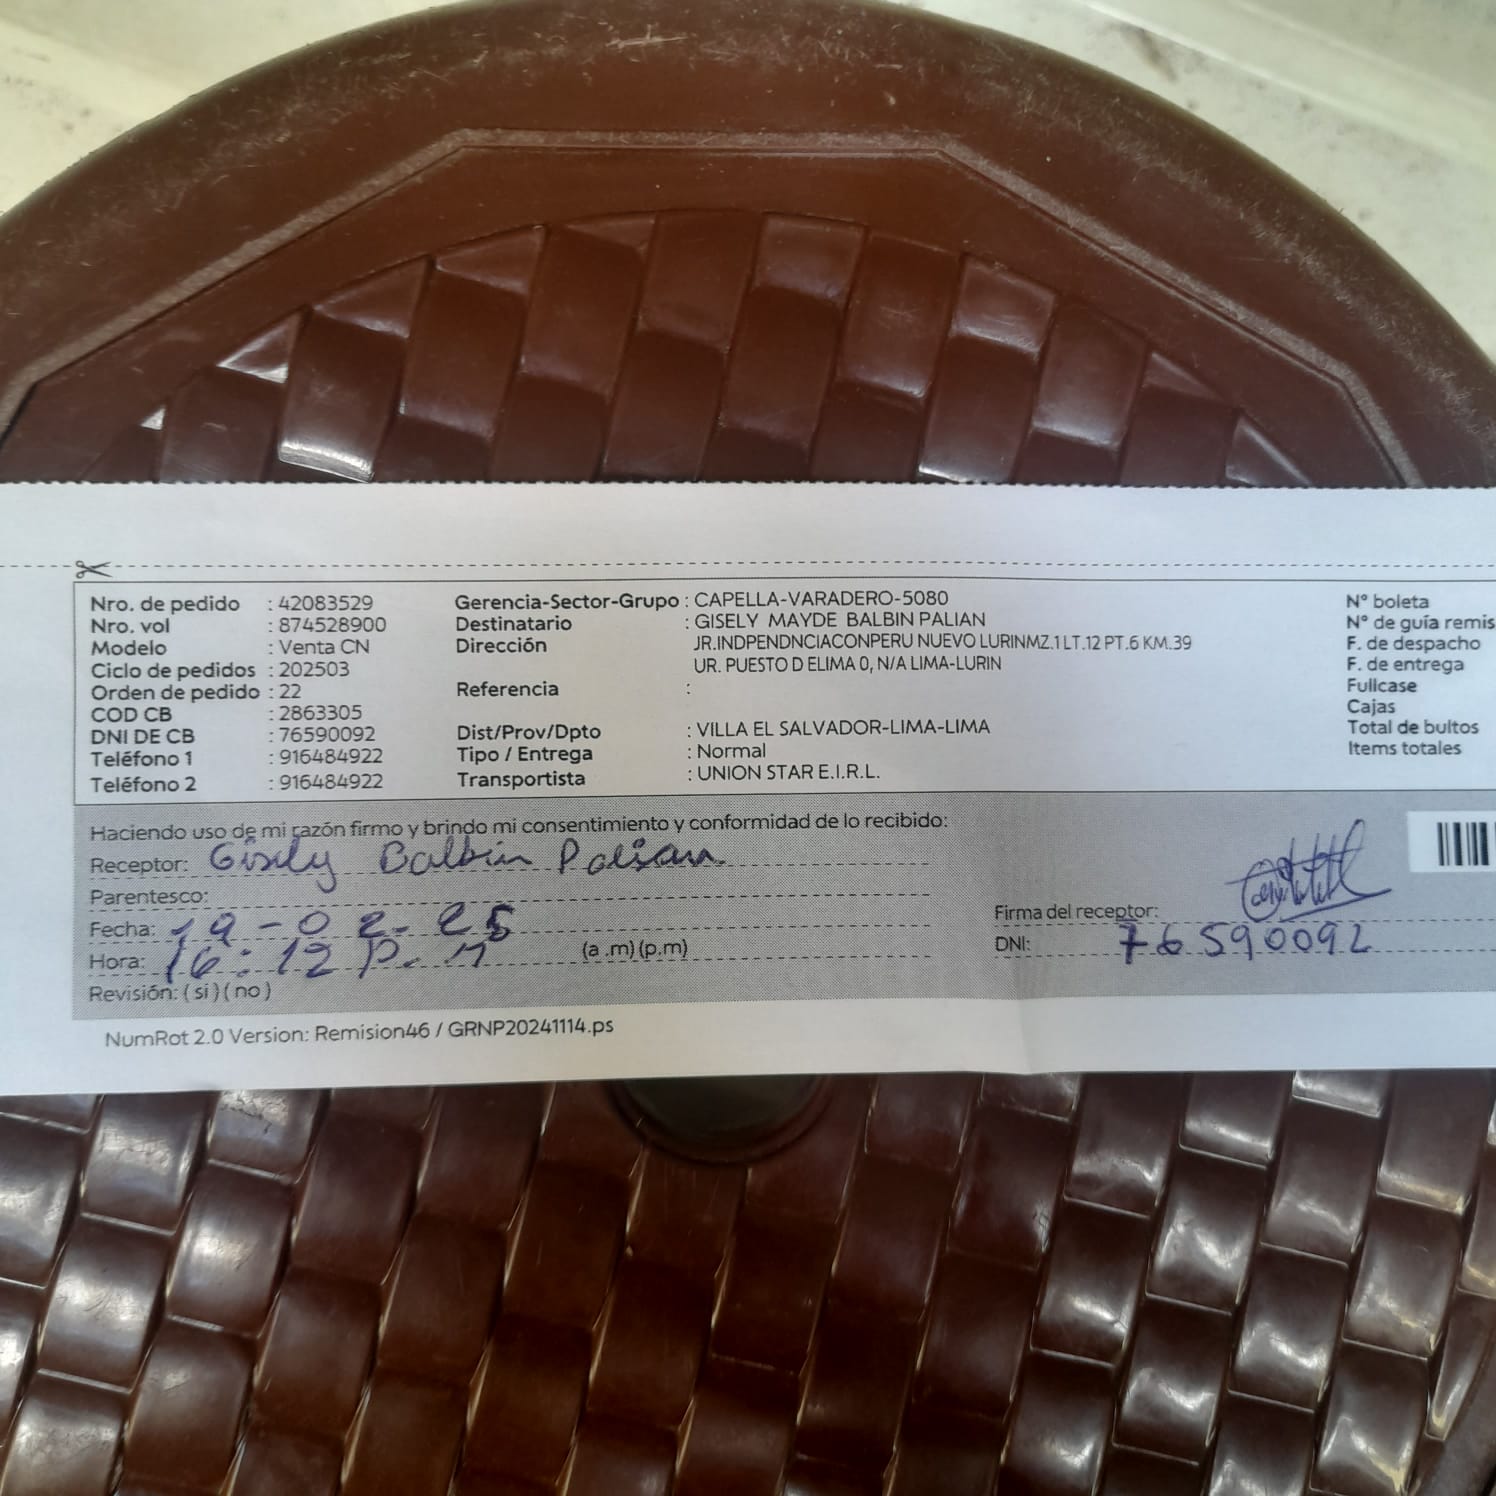 Nro. de pedido : 42083529 Gerencia-Sector-Grupo : CAPELLA-VARADERO-5080 N° boleta
Nro. vol : 874528900 Destinatario : GISELY MAYDE BALBIN PALIAN N° de guía remis
Modelo : Venta CN Dirección JR.INDPENDNCIACONPERU NUEVO LURINMZ.1 LT.12 PT.6 KM.39 F. de despacho
Ciclo de pedidos : 202503 UR. PUESTO D ELIMA 0, N/A LIMA-LURIN F. de entrega
Orden de pedido : 22 Referencia : Fullcase
COD CB : 2863305 Cajas
DNI DE CB : 76590092 Dist/Prov/Dpto : VILLA EL SALVADOR-LIMA-LIMA Total de bultos
Teléfono 1 : 916484922 Tipo / Entrega : Normal Items totales
Teléfono 2 : 916484922 Transportista : UNION STAR E.I.R.L.
Haciendo uso de mi razón firmo y brindo mi consentimiento y conformidad de lo recibido:
Receptor: Gisely Balbin Palian
Parentesco:
Fecha: 19-02-25 Firma del receptor:
Hora: 16:12 p.m (a .m) (p.m) DNI: 76590092
Revisión: ( si ) ( no )
NumRot 2.0 Version: Remision46 / GRNP20241114.ps